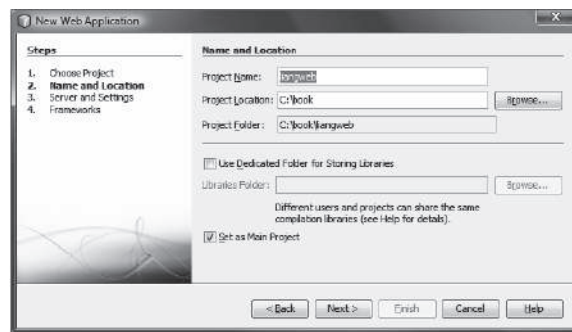 New Web Application
Steps
1. Choose Project
2. Name and Location
3. Server and Settings
4. Frameworks
Name and Location
Project Name: liangweb
Project Location: C:\book Browse...
Project Folder: C:\book\liangweb
Use Dedicated Folder for Storing Libraries
Libraries Folder: Browse...
Different users and projects can share the same
compilation libraries (see Help for details).
Set as Main Project
< Back Next > Finish Cancel Help